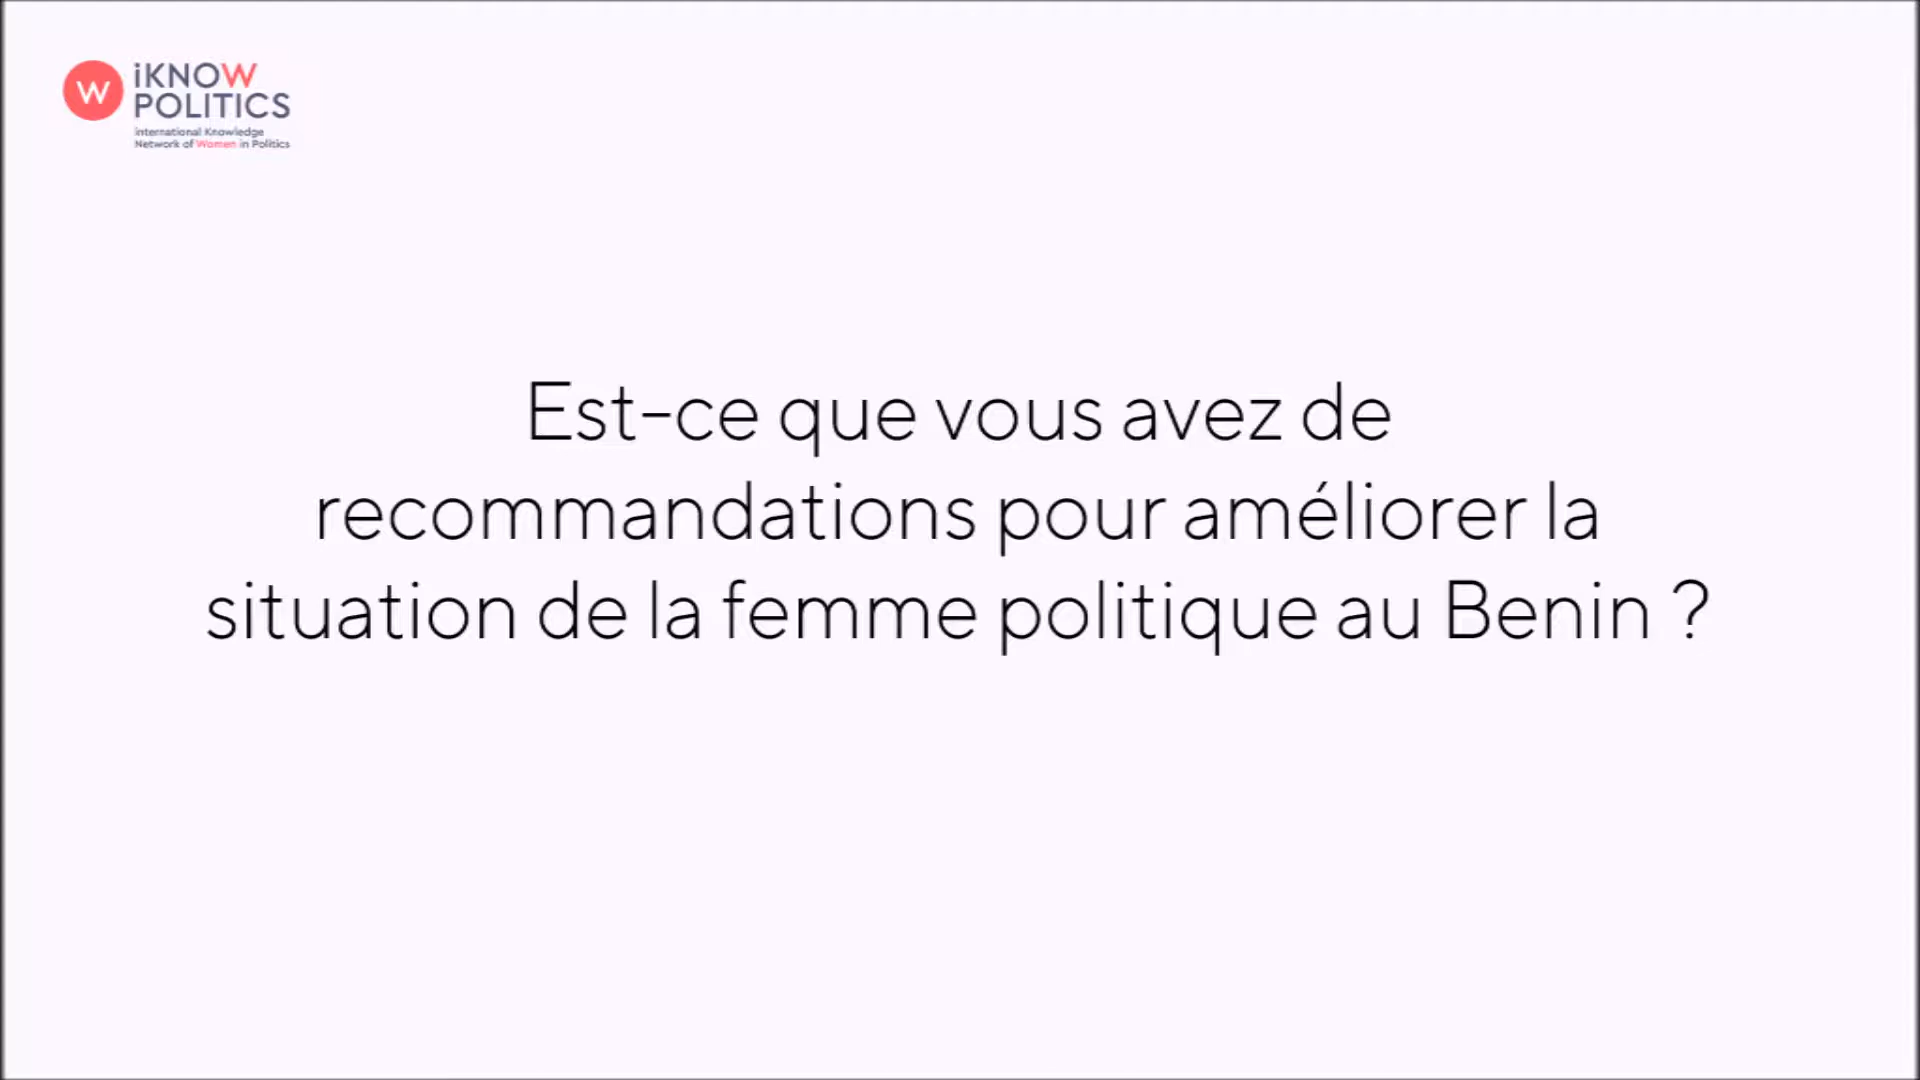 W
iKNOW
POLITICS
International Knowledge
Network of Women in Politics
Est-ce que vous avez de
recommandations pour améliorer la
situation de la femme politique au Benin ?